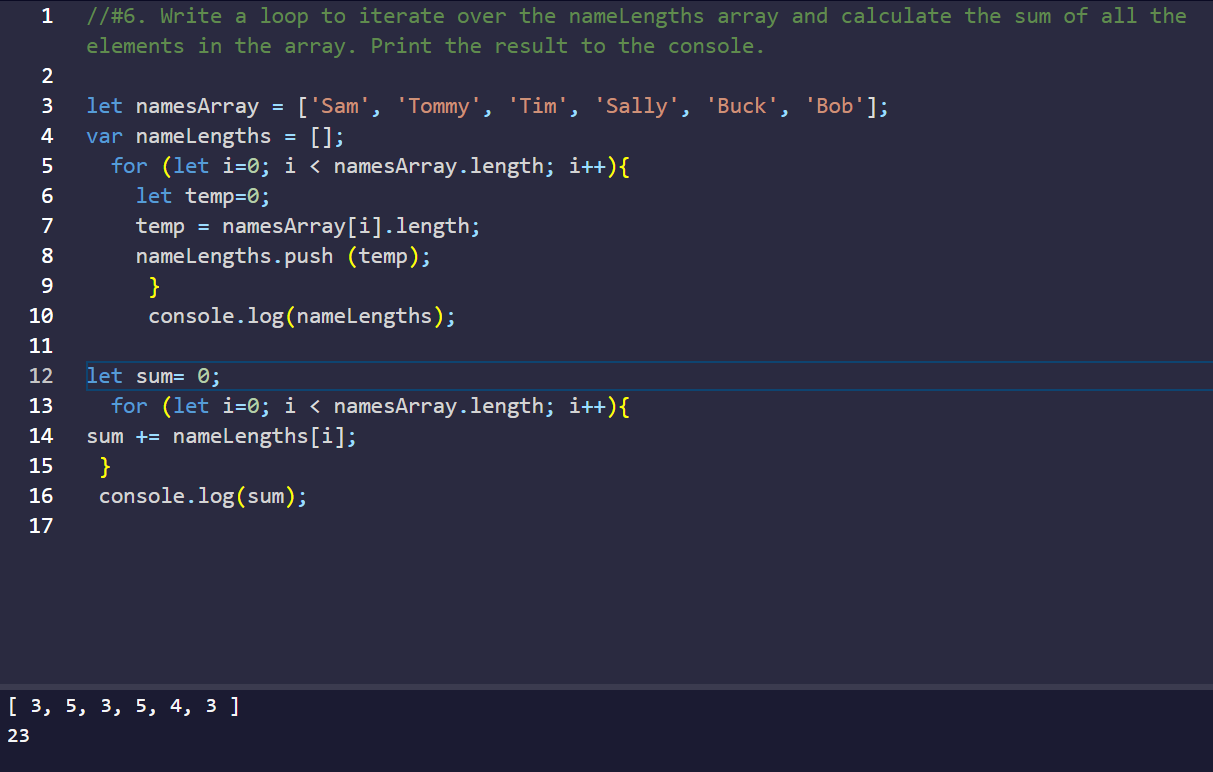 1 //#6. Write a loop to iterate over the nameLengths array and calculate the sum of all the
elements in the array. Print the result to the console.
2
3 let namesArray = ['Sam', 'Tommy', 'Tim', 'Sally', 'Buck', 'Bob'];
4 var nameLengths = [];
5   for (let i=0; i < namesArray.length; i++){
6     let temp=0;
7     temp = namesArray[i].length;
8     nameLengths.push (temp);
9      }
10      console.log(nameLengths);
11
12 let sum= 0;
13   for (let i=0; i < namesArray.length; i++){
14 sum += nameLengths[i];
15  }
16  console.log(sum);
17
[ 3, 5, 3, 5, 4, 3 ]
23